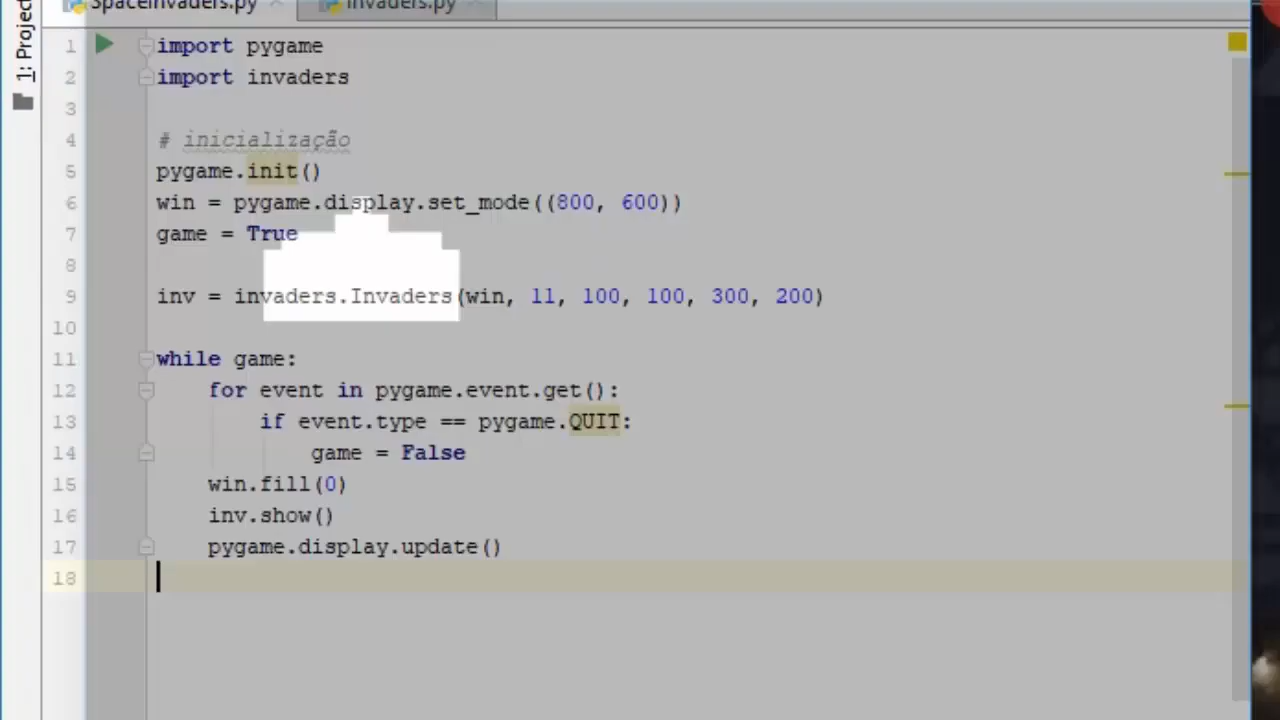 SpaceInvaders.py invaders.py
1: Projec
1 import pygame
2 import invaders
3
4 # inicialização
5 pygame.init()
6 win = pygame.display.set_mode((800, 600))
7 game = True
8
9 inv = invaders.Invaders(win, 11, 100, 100, 300, 200)
10
11 while game:
12 for event in pygame.event.get():
13 if event.type == pygame.QUIT:
14 game = False
15 win.fill(0)
16 inv.show()
17 pygame.display.update()
18